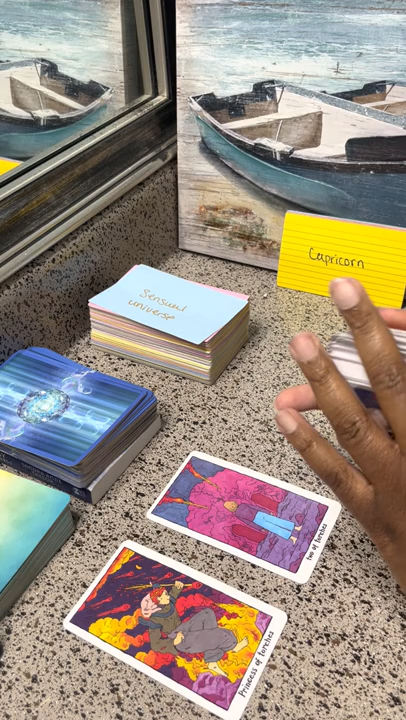 Capricorn
Sensual
universe
Two of torches
Princess of torches